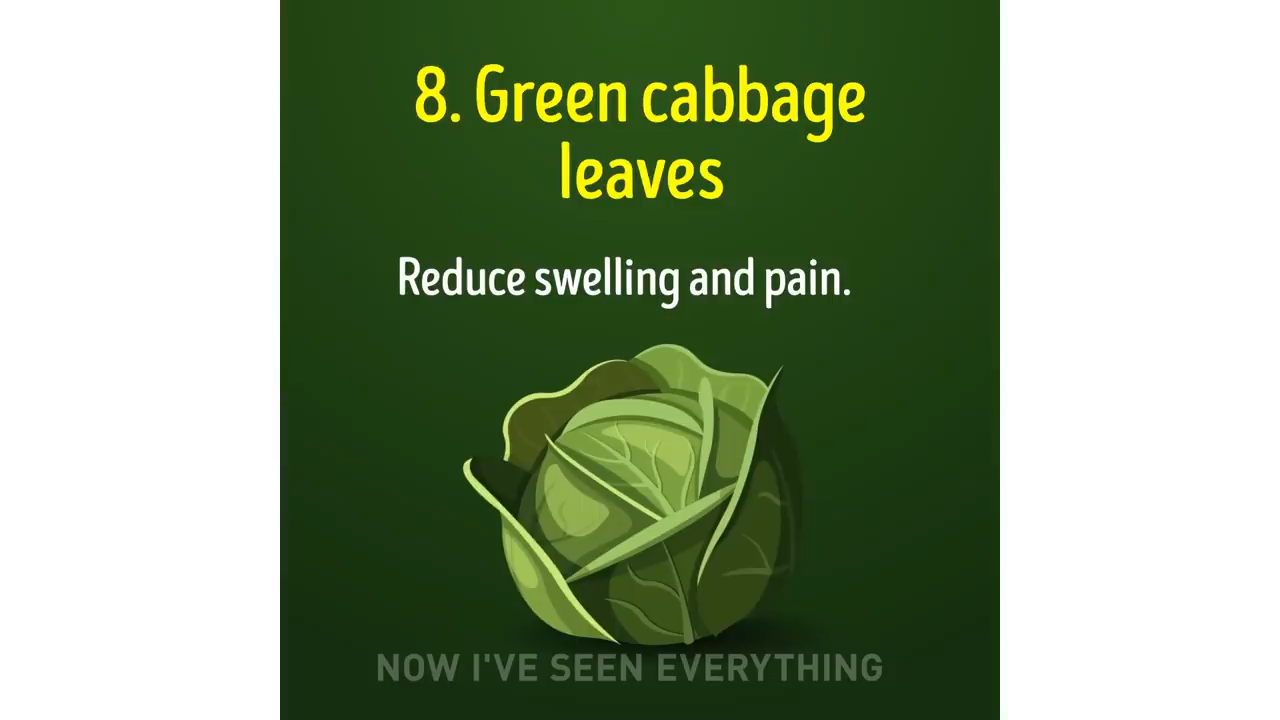 8. Green cabbage
leaves
Reduce swelling and pain.
NOW I'VE SEEN EVERYTHING